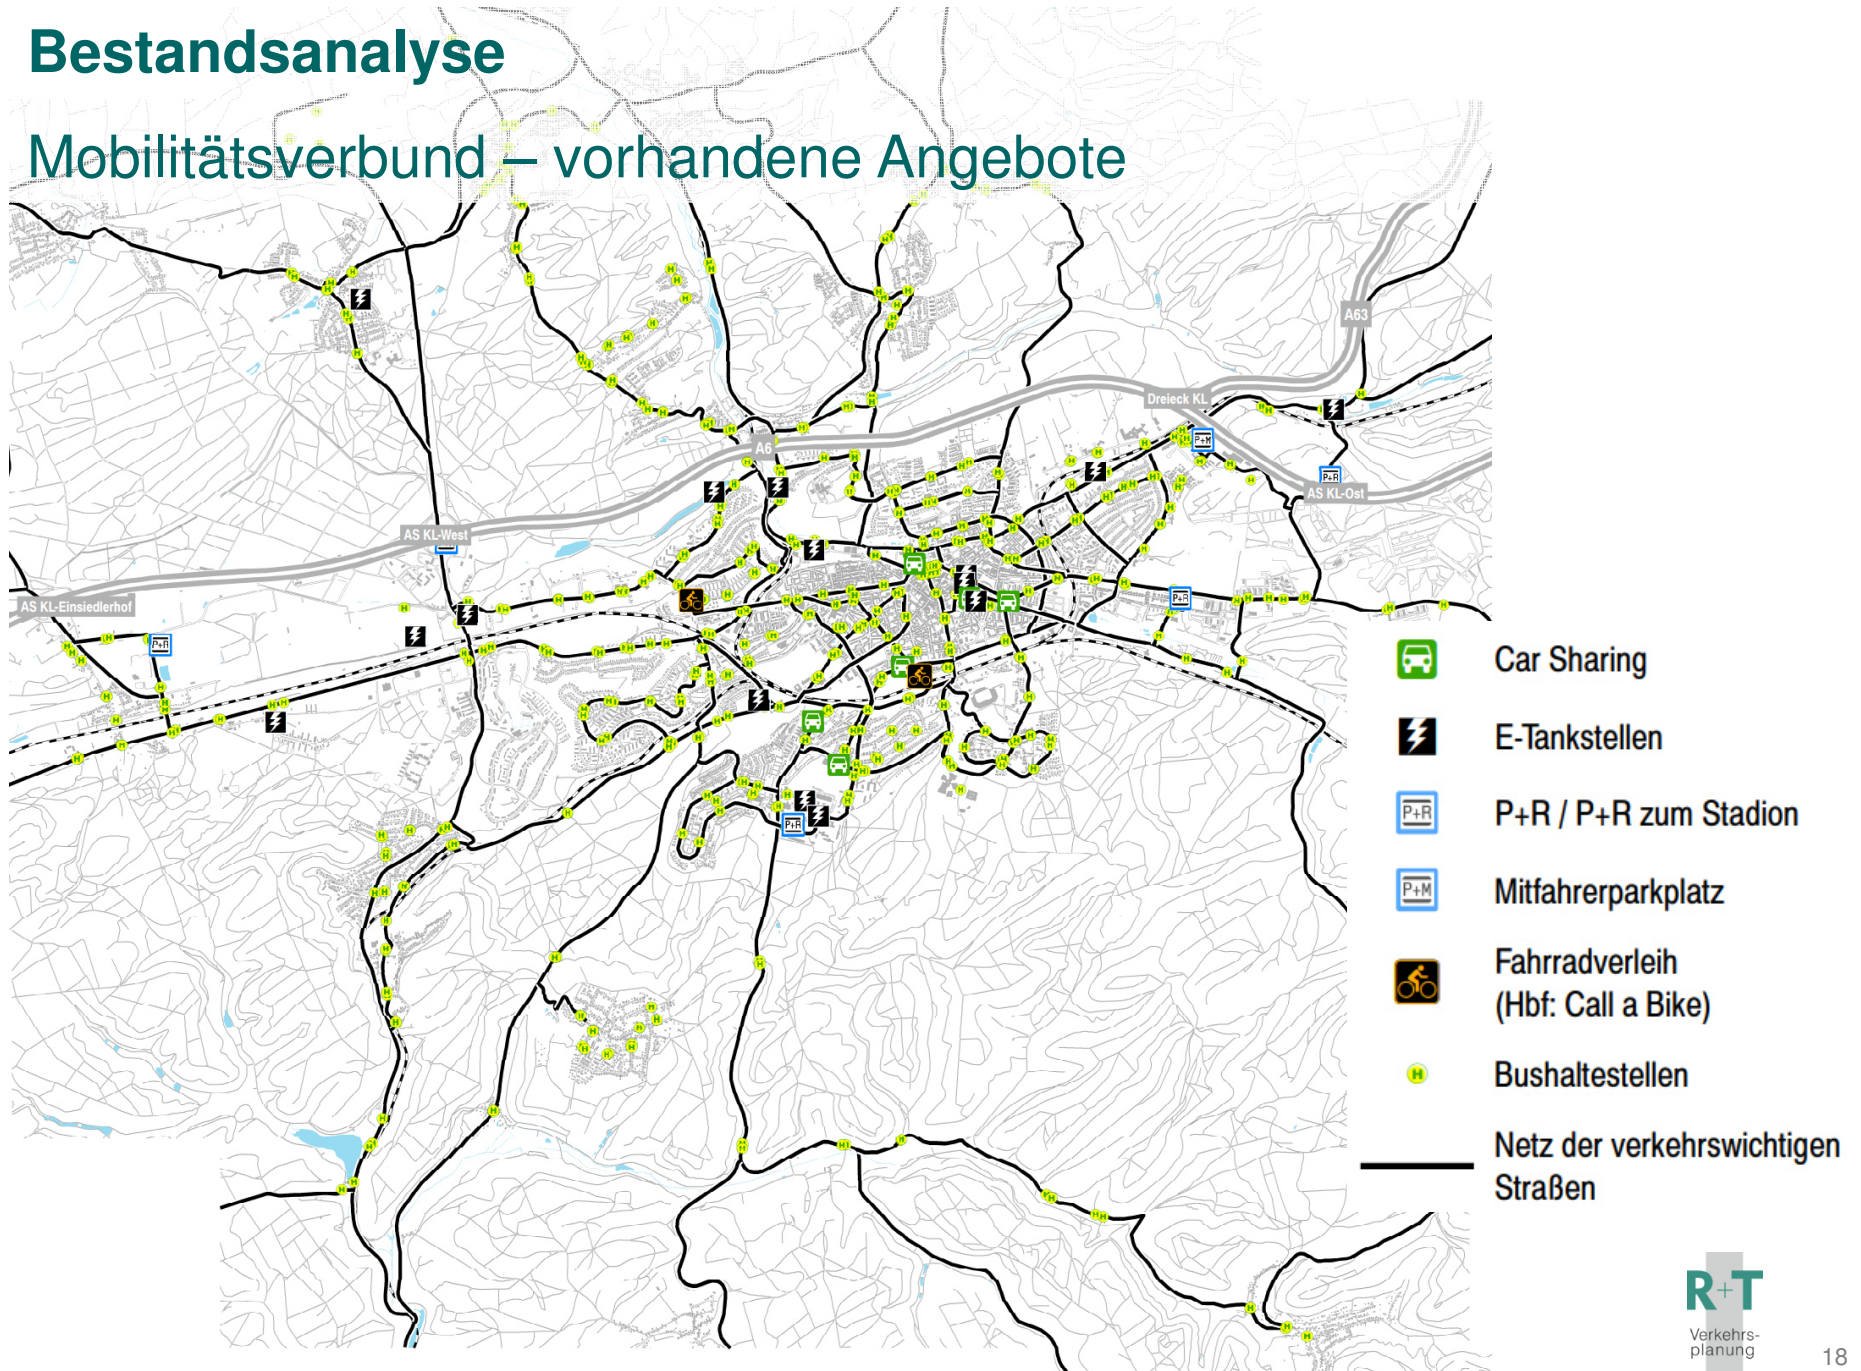 Bestandsanalyse
Mobilitätsverbund – vorhandene Angebote
A63
Dreieck KL
A6
P+M
P+R
AS KL-Ost
AS KL-West
AS KL-Einsiedlerhof
P+R
P+R
P+R
Car Sharing
E-Tankstellen
P+R P+R / P+R zum Stadion
P+M Mitfahrerparkplatz
Fahrradverleih
(Hbf: Call a Bike)
H Bushaltestellen
Netz der verkehrswichtigen
Straßen
R+T
Verkehrs-
planung
18